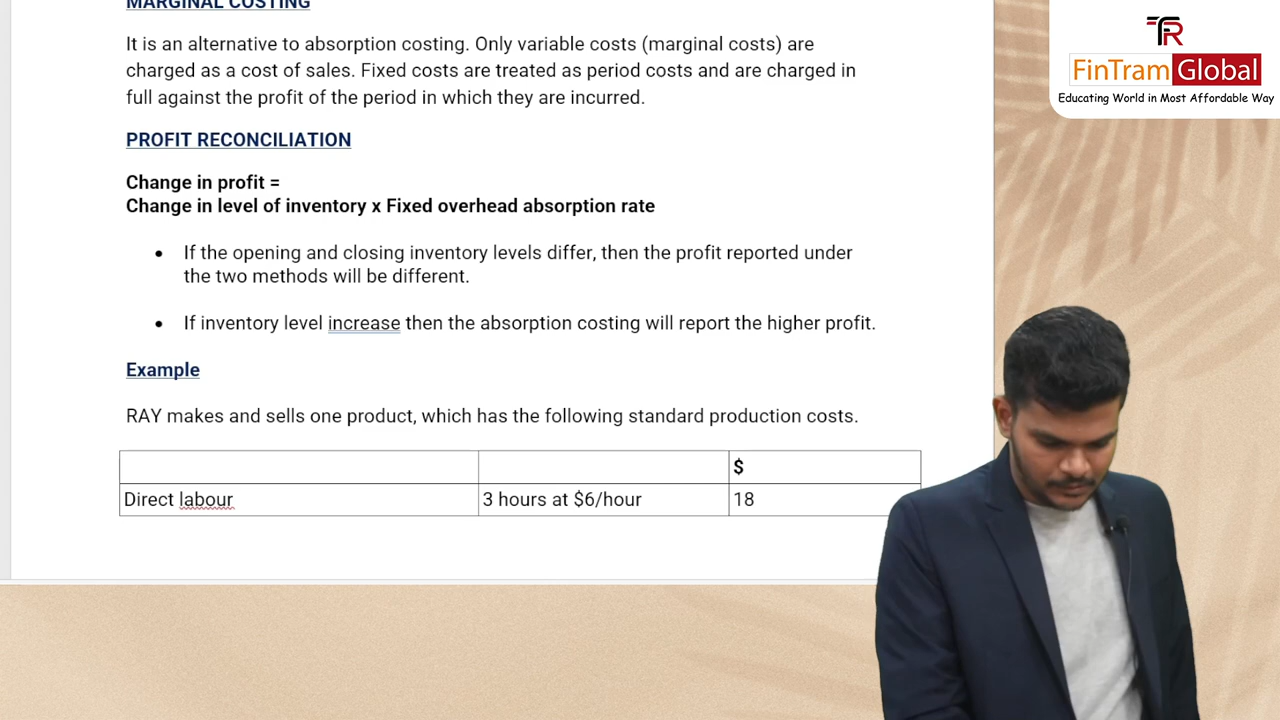 MARGINAL COSTING
It is an alternative to absorption costing. Only variable costs (marginal costs) are
charged as a cost of sales. Fixed costs are treated as period costs and are charged in
full against the profit of the period in which they are incurred.
PROFIT RECONCILIATION
Change in profit =
Change in level of inventory x Fixed overhead absorption rate
• If the opening and closing inventory levels differ, then the profit reported under
the two methods will be different.
• If inventory level increase then the absorption costing will report the higher profit.
Example
RAY makes and sells one product, which has the following standard production costs.
$
Direct labour 3 hours at $6/hour 18
FinTram Global
Educating World in Most Affordable Way